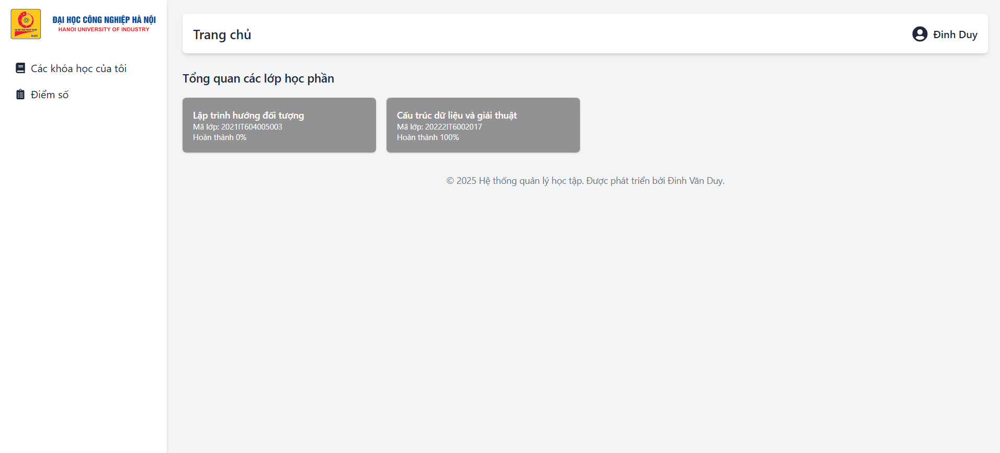 ĐẠI HỌC CÔNG NGHIỆP HÀ NỘI
HANOI UNIVERSITY OF INDUSTRY
Các khóa học của tôi
Điểm số
Trang chủ
Đinh Duy
Tổng quan các lớp học phần
Lập trình hướng đối tượng
Mã lớp: 2021IT604005003
Hoàn thành 0%
Cấu trúc dữ liệu và giải thuật
Mã lớp: 20222IT6002017
Hoàn thành 100%
© 2025 Hệ thống quản lý học tập. Được phát triển bởi Đinh Văn Duy.